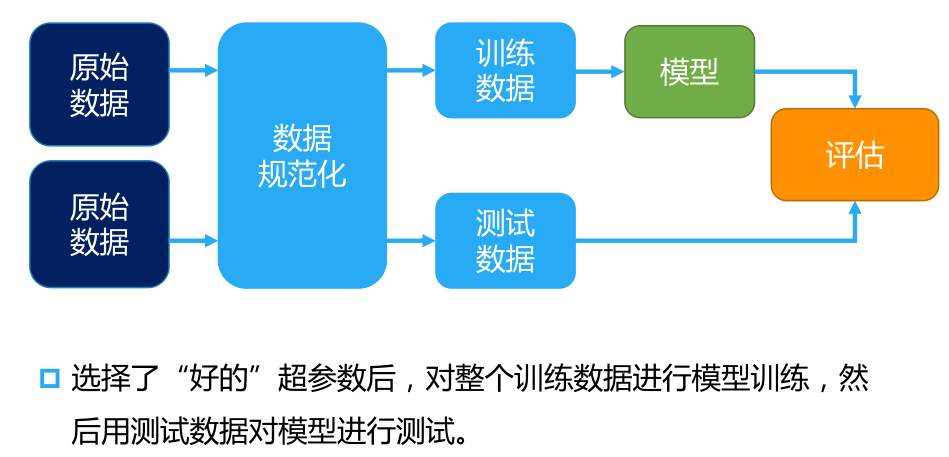 原始
数据
原始
数据
数据
规范化
训练
数据
测试
数据
模型
评估
选择了“好的”超参数后，对整个训练数据进行模型训练，然
后用测试数据对模型进行测试。